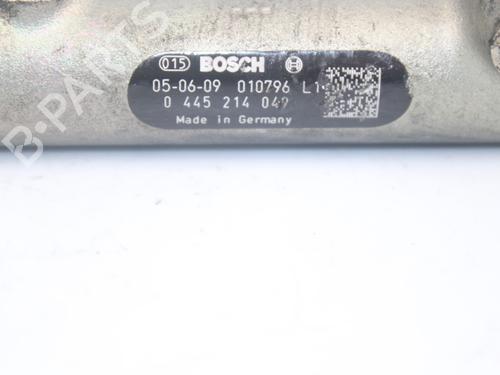 015 BOSCH
05-06-09 010796 L1
0 445 214 049
Made in Germany
B-PARTS